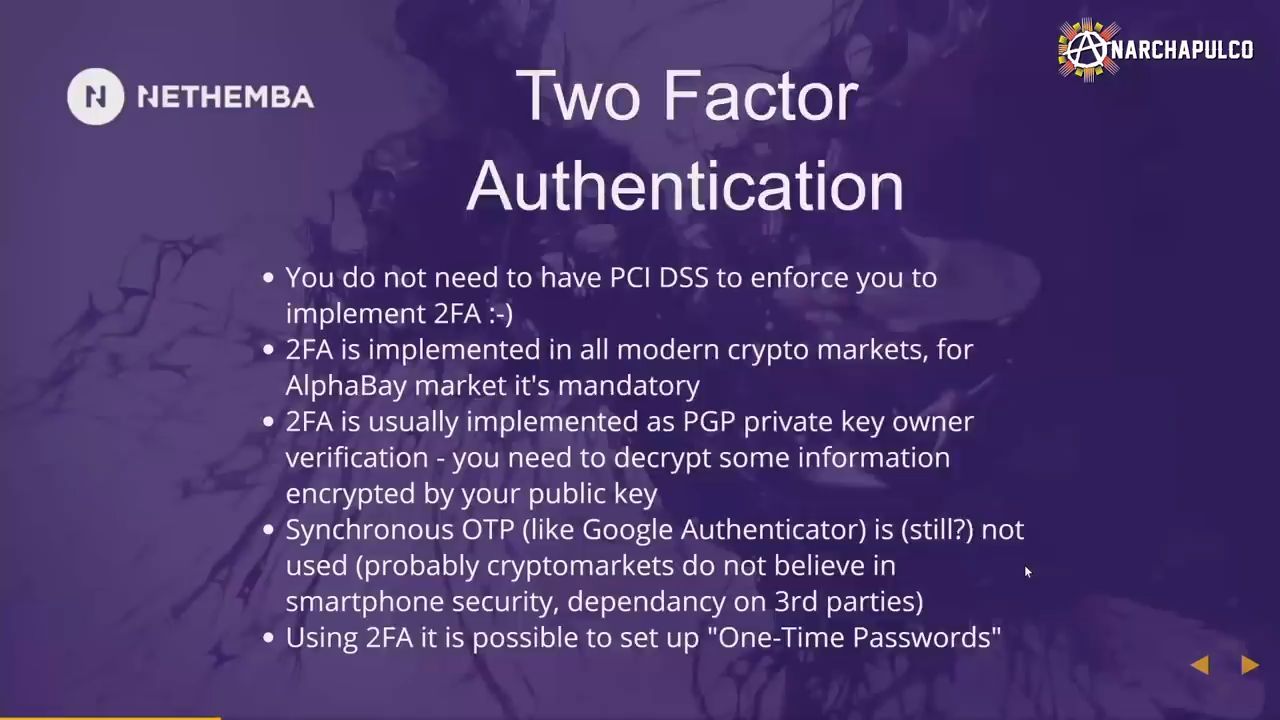 NETHEMBA
ANARCHAPULCO
Two Factor
Authentication
You do not need to have PCI DSS to enforce you to
implement 2FA :-)
2FA is implemented in all modern crypto markets, for
AlphaBay market it's mandatory
2FA is usually implemented as PGP private key owner
verification - you need to decrypt some information
encrypted by your public key
Synchronous OTP (like Google Authenticator) is (still?) not
used (probably cryptomarkets do not believe in
smartphone security, dependancy on 3rd parties)
Using 2FA it is possible to set up "One-Time Passwords"